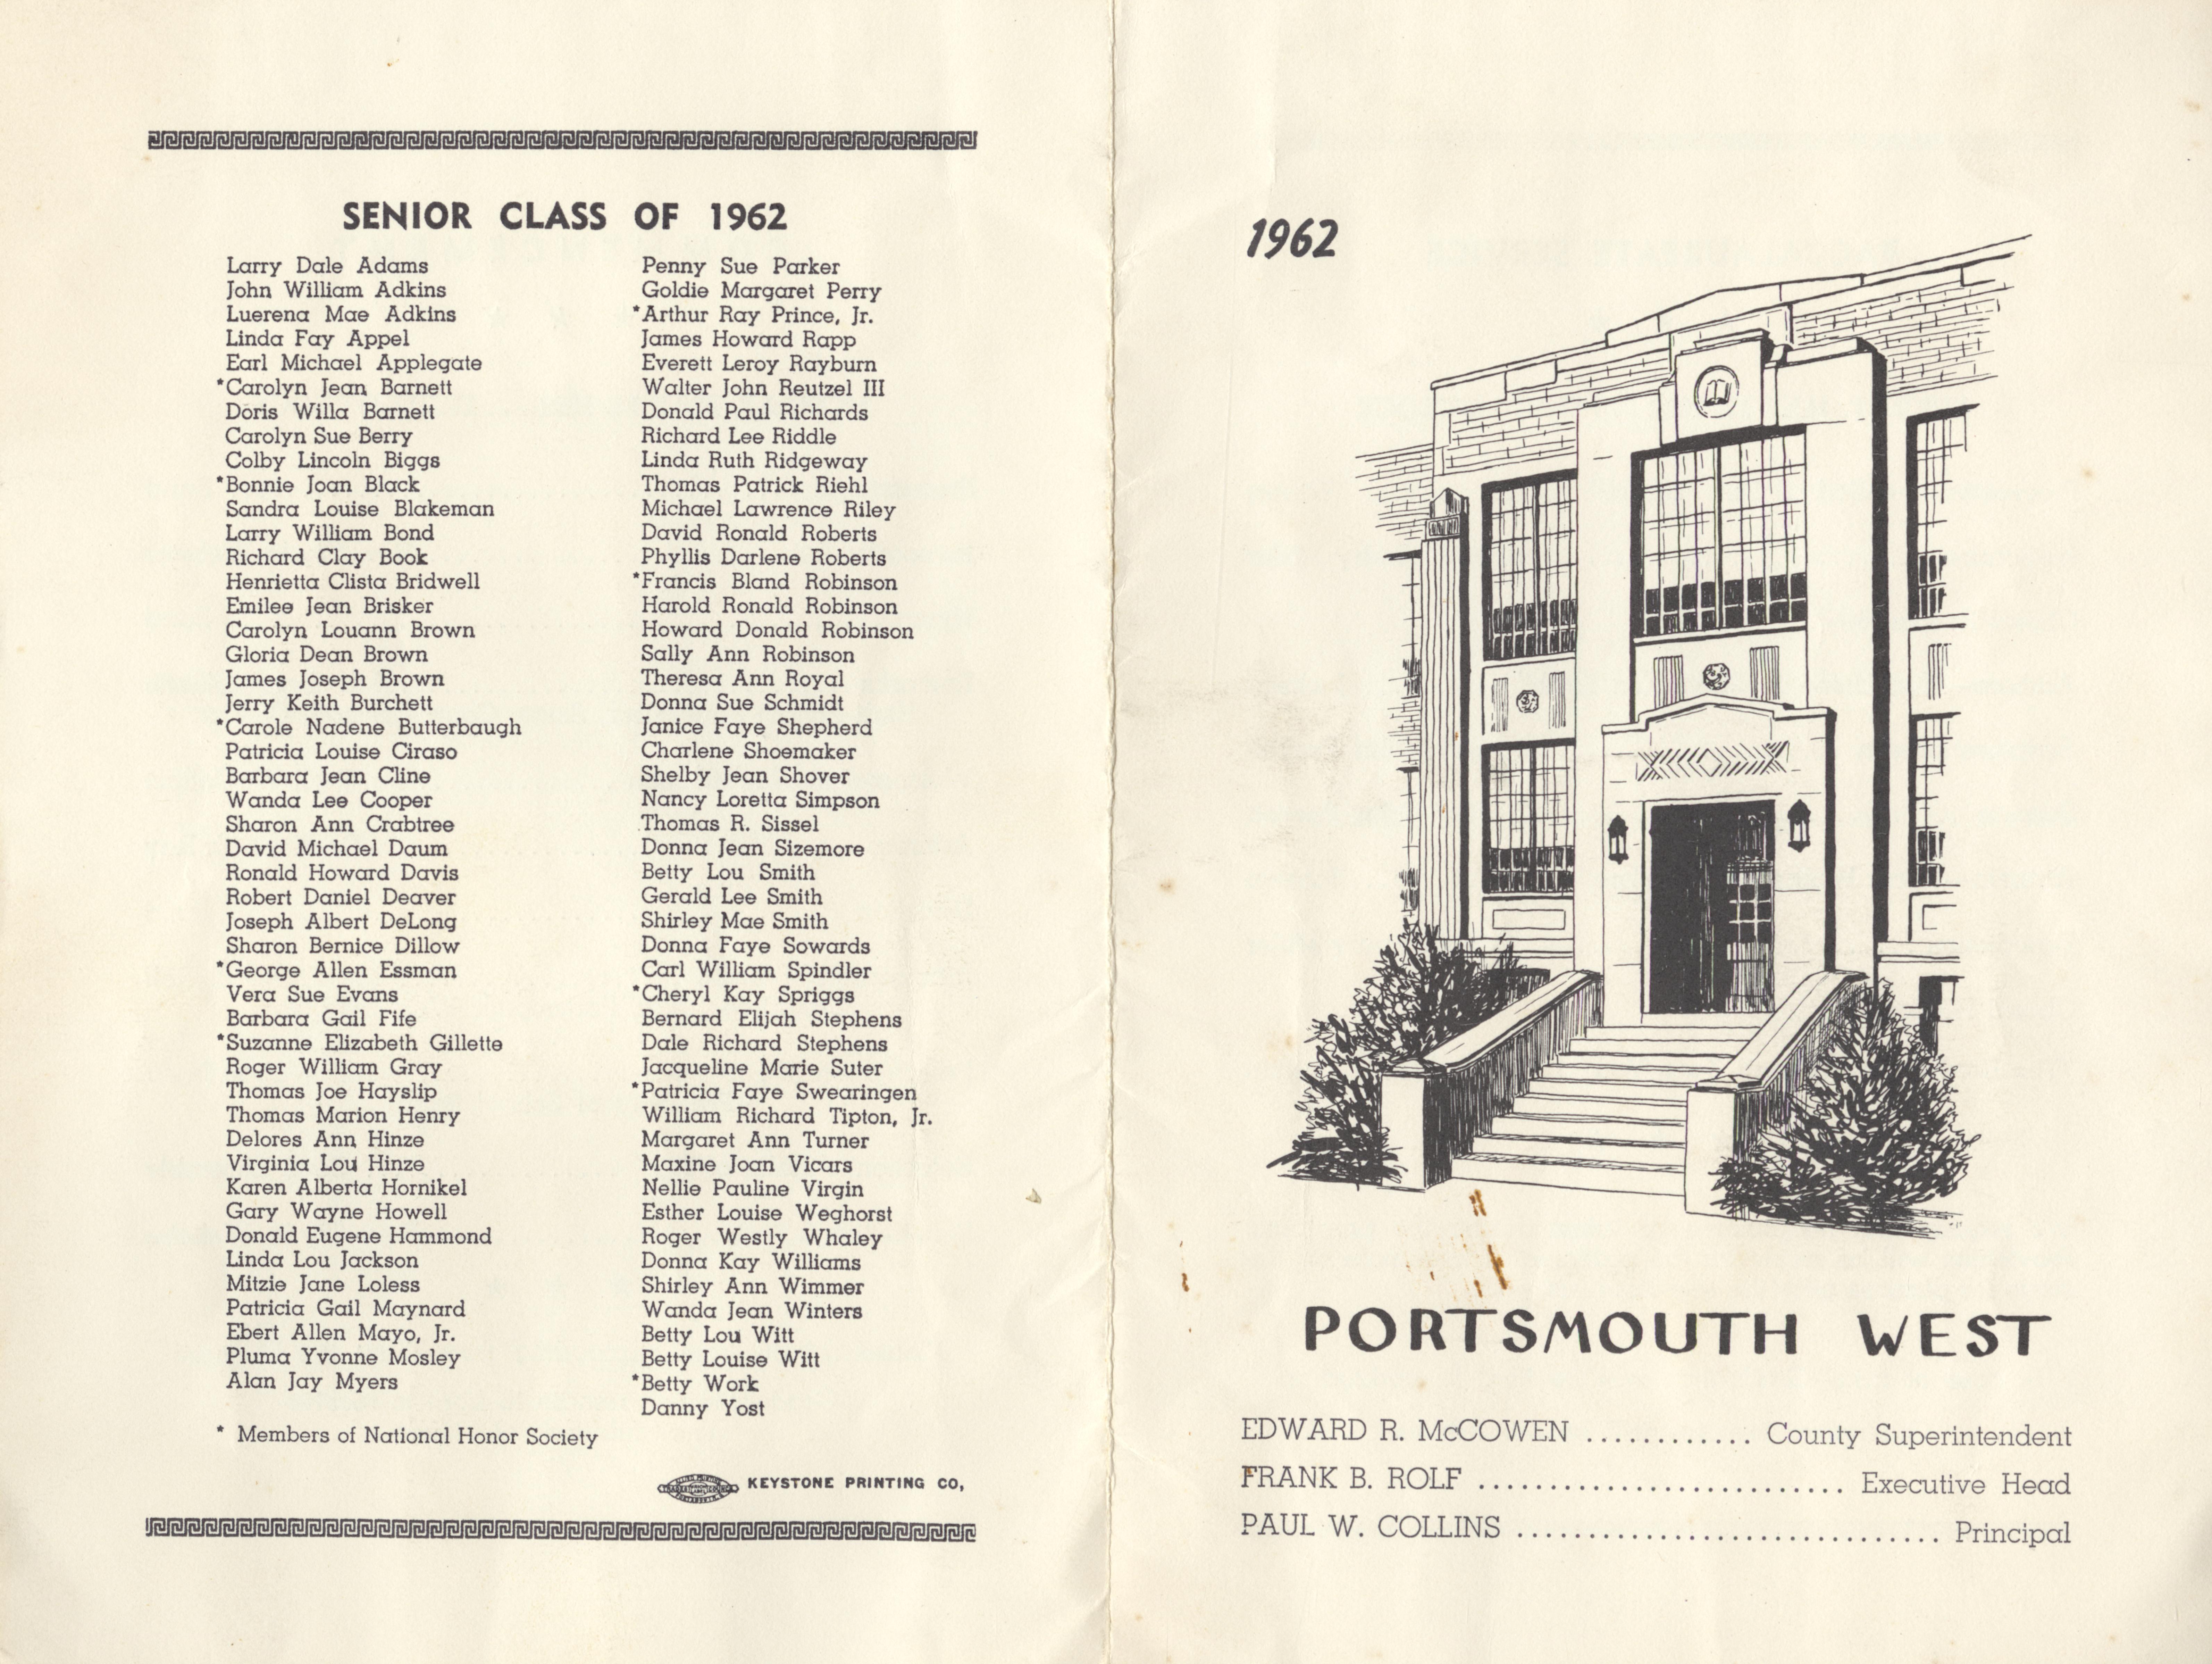 SENIOR CLASS OF 1962
Larry Dale Adams
John William Adkins
Luerena Mae Adkins
Linda Fay Appel
Earl Michael Applegate
*Carolyn Jean Barnett
Doris Willa Barnett
Carolyn Sue Berry
Colby Lincoln Biggs
*Bonnie Joan Black
Sandra Louise Blakeman
Larry William Bond
Richard Clay Book
Henrietta Clista Bridwell
Emilee Jean Brisker
Carolyn Louann Brown
Gloria Dean Brown
James Joseph Brown
Jerry Keith Burchett
*Carole Nadene Butterbaugh
Patricia Louise Ciraso
Barbara Jean Cline
Wanda Lee Cooper
Sharon Ann Crabtree
David Michael Daum
Ronald Howard Davis
Robert Daniel Deaver
Joseph Albert DeLong
Sharon Bernice Dillow
*George Allen Essman
Vera Sue Evans
Barbara Gail Fife
*Suzanne Elizabeth Gillette
Roger William Gray
Thomas Joe Hayslip
Thomas Marion Henry
Delores Ann Hinze
Virginia Lou Hinze
Karen Alberta Hornikel
Gary Wayne Howell
Donald Eugene Hammond
Linda Lou Jackson
Mitzie Jane Loless
Patricia Gail Maynard
Ebert Allen Mayo, Jr.
Pluma Yvonne Mosley
Alan Jay Myers
Penny Sue Parker
Goldie Margaret Perry
*Arthur Ray Prince, Jr.
James Howard Rapp
Everett Leroy Rayburn
Walter John Reutzel III
Donald Paul Richards
Richard Lee Riddle
Linda Ruth Ridgeway
Thomas Patrick Riehl
Michael Lawrence Riley
David Ronald Roberts
Phyllis Darlene Roberts
*Francis Bland Robinson
Harold Ronald Robinson
Howard Donald Robinson
Sally Ann Robinson
Theresa Ann Royal
Donna Sue Schmidt
Janice Faye Shepherd
Charlene Shoemaker
Shelby Jean Shover
Nancy Loretta Simpson
Thomas R. Sissel
Donna Jean Sizemore
Betty Lou Smith
Gerald Lee Smith
Shirley Mae Smith
Donna Faye Sowards
Carl William Spindler
*Cheryl Kay Spriggs
Bernard Elijah Stephens
Dale Richard Stephens
Jacqueline Marie Suter
*Patricia Faye Swearingen
William Richard Tipton, Jr.
Margaret Ann Turner
Maxine Joan Vicars
Nellie Pauline Virgin
Esther Louise Weghorst
Roger Westly Whaley
Donna Kay Williams
Shirley Ann Wimmer
Wanda Jean Winters
Betty Lou Witt
Betty Louise Witt
*Betty Work
Danny Yost
* Members of National Honor Society
KEYSTONE PRINTING CO,
1962
PORTSMOUTH WEST
EDWARD R. McCOWEN ............ County Superintendent
FRANK B. ROLF .......................... Executive Head
PAUL W. COLLINS .............................. Principal